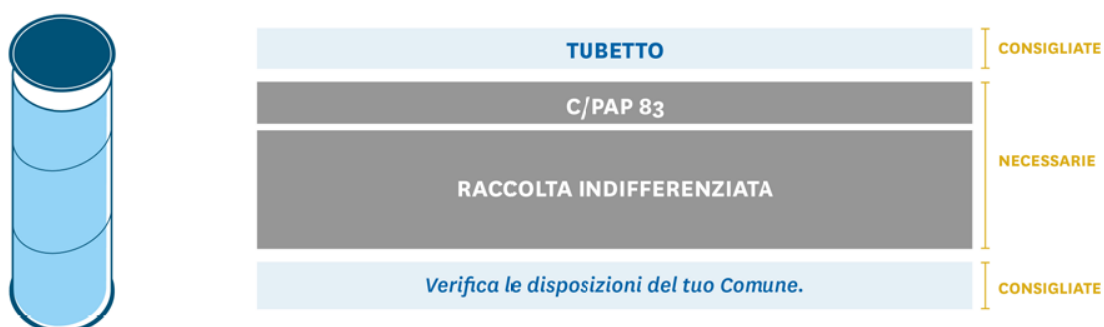 TUBETTO
CONSIGLIATE
C/PAP 83
NECESSARIE
RACCOLTA INDIFFERENZIATA
Verifica le disposizioni del tuo Comune.
CONSIGLIATE